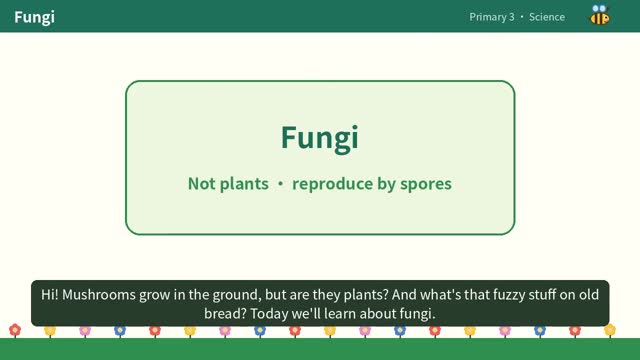 Fungi
Primary 3 • Science
Fungi
Not plants • reproduce by spores
Hi! Mushrooms grow in the ground, but are they plants? And what's that fuzzy stuff on old
bread? Today we'll learn about fungi.